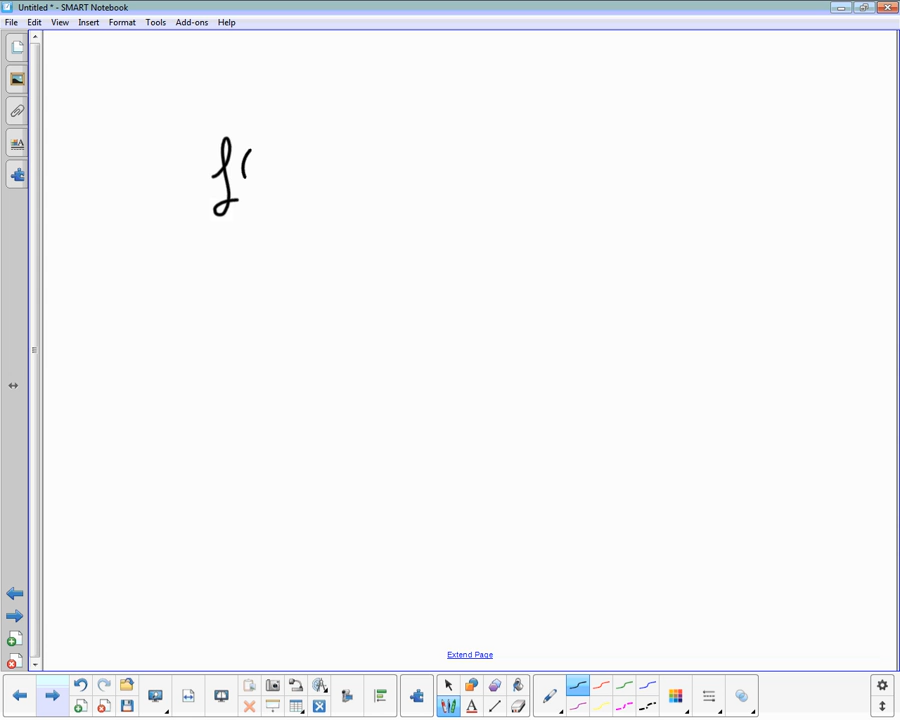 Untitled * - SMART Notebook
File Edit View Insert Format Tools Add-ons Help
f(
Extend Page